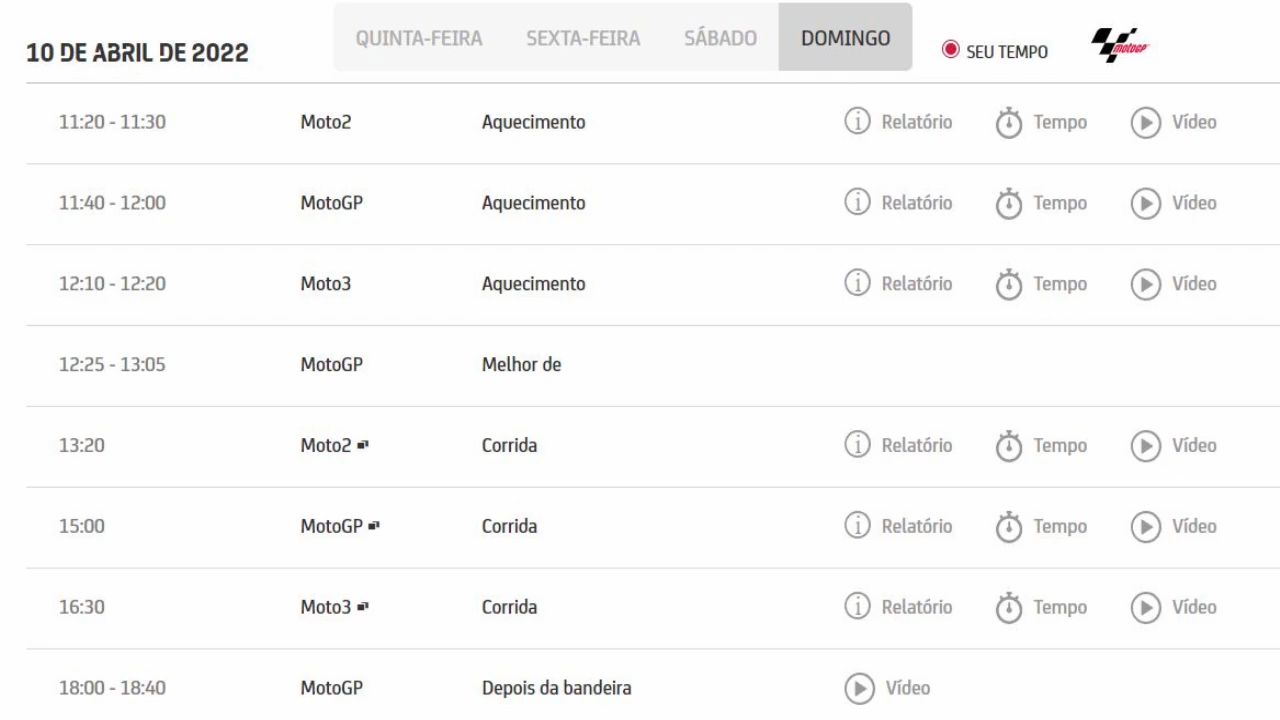 10 DE ABRIL DE 2022 QUINTA-FEIRA SEXTA-FEIRA SÁBADO DOMINGO SEU TEMPO MotoGP
11:20 - 11:30 Moto2 Aquecimento Relatório Tempo Vídeo
11:40 - 12:00 MotoGP Aquecimento Relatório Tempo Vídeo
12:10 - 12:20 Moto3 Aquecimento Relatório Tempo Vídeo
12:25 - 13:05 MotoGP Melhor de
13:20 Moto2 Corrida Relatório Tempo Vídeo
15:00 MotoGP Corrida Relatório Tempo Vídeo
16:30 Moto3 Corrida Relatório Tempo Vídeo
18:00 - 18:40 MotoGP Depois da bandeira Vídeo